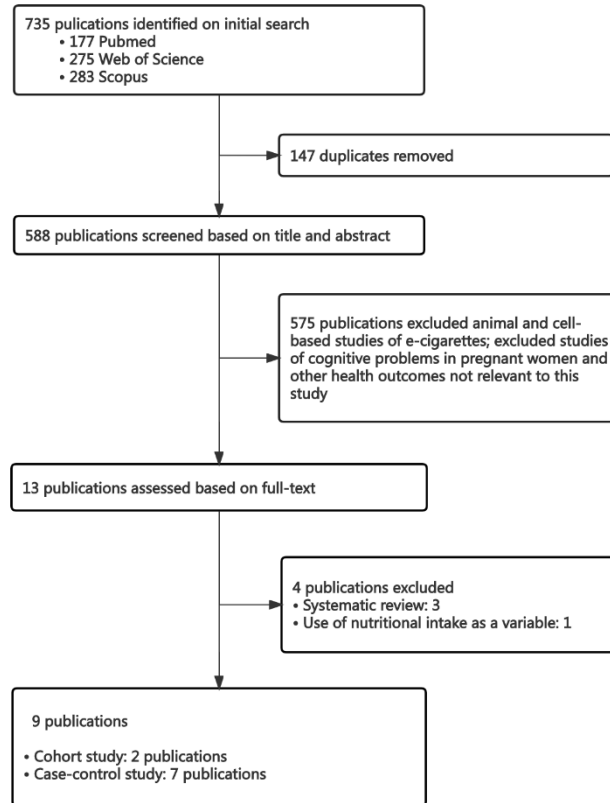 735 pulications identified on initial search
• 177 Pubmed
• 275 Web of Science
• 283 Scopus
147 duplicates removed
588 publications screened based on title and abstract
575 publications excluded animal and cell-
based studies of e-cigarettes; excluded studies
of cognitive problems in pregnant women and
other health outcomes not relevant to this
study
13 publications assessed based on full-text
4 publications excluded
• Systematic review: 3
• Use of nutritional intake as a variable: 1
9 publications
• Cohort study: 2 publications
• Case-control study: 7 publications